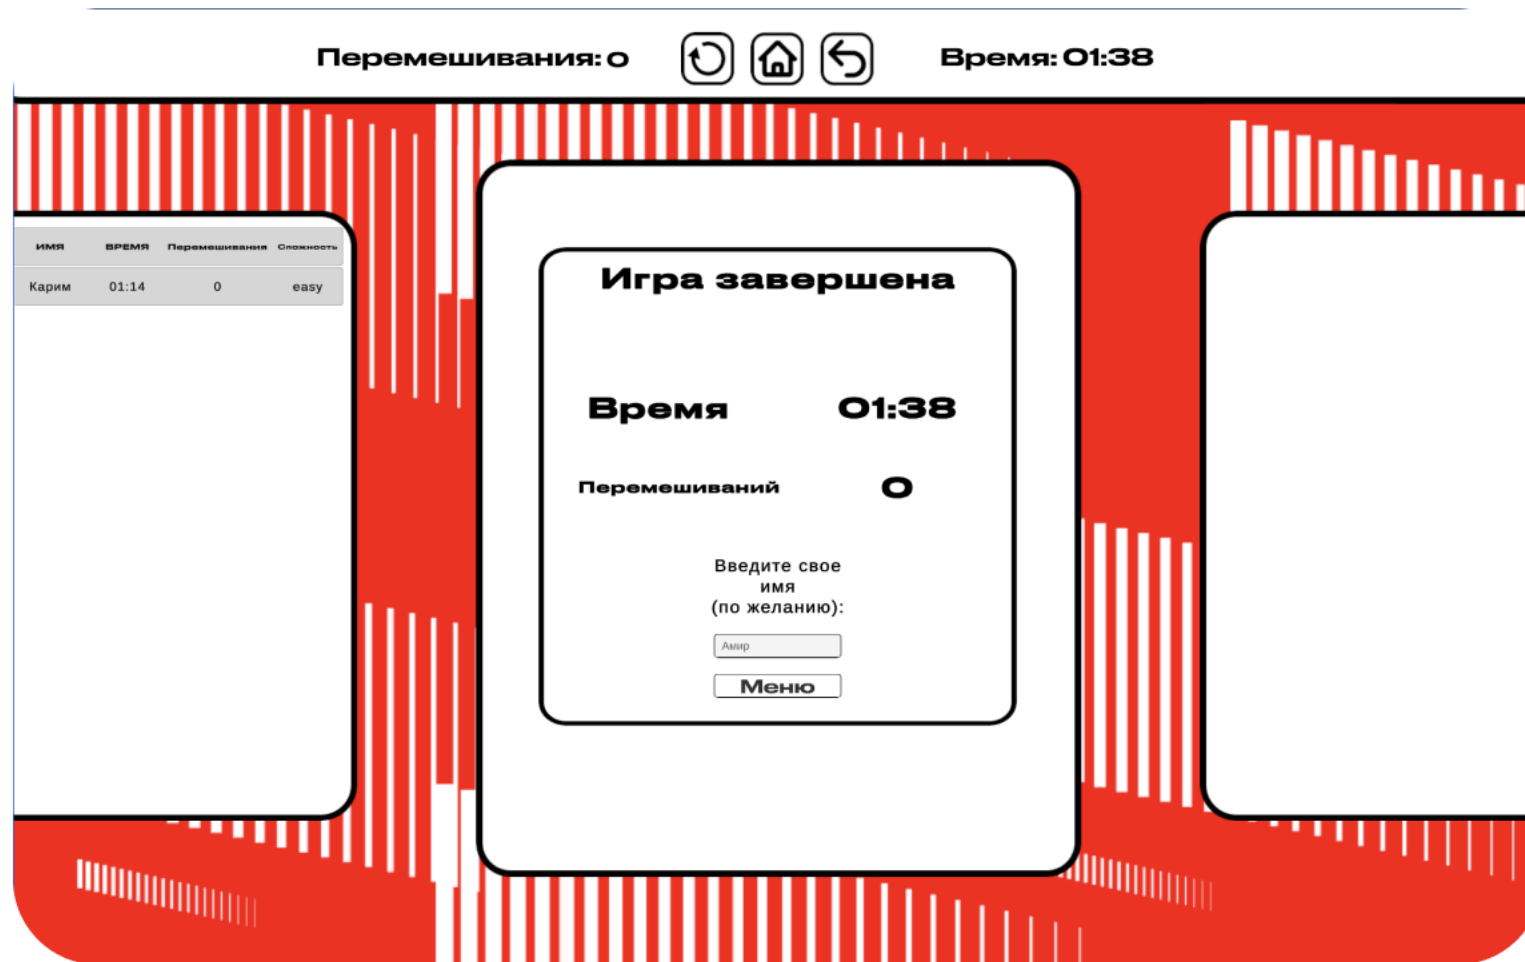 Перемешивания: 0
Время: 01:38
ИМЯ ВРЕМЯ Перемешивания Сложность
Карим 01:14 0 easy
Игра завершена
Время 01:38
Перемешиваний 0
Введите свое
имя
(по желанию):
Амир
Меню